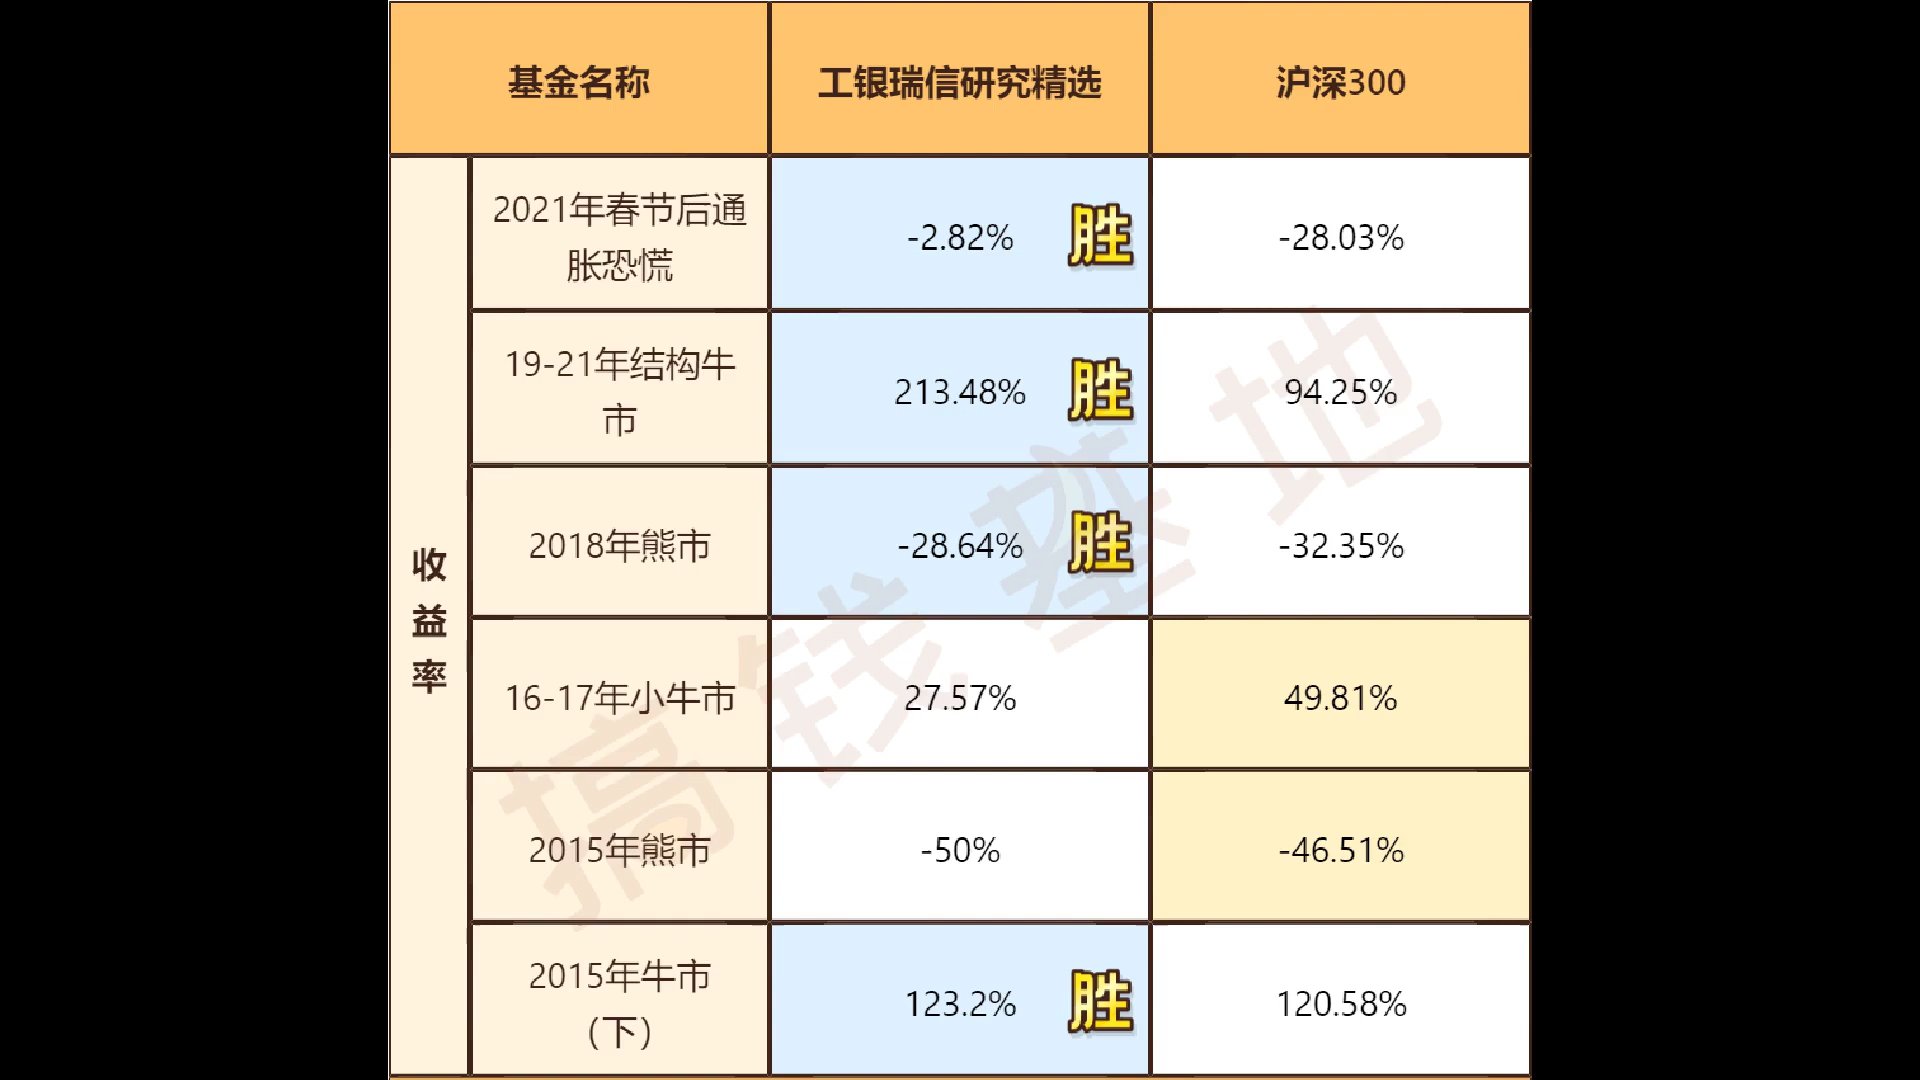 基金名称 工银瑞信研究精选 沪深300
收益率
2021年春节后通
胀恐慌
-2.82% 胜 -28.03%
19-21年结构牛
市
213.48% 胜 94.25%
2018年熊市 -28.64% 胜 -32.35%
16-17年小牛市 27.57% 49.81%
2015年熊市 -50% -46.51%
2015年牛市
（下）
123.2% 胜 120.58%
搞钱基地